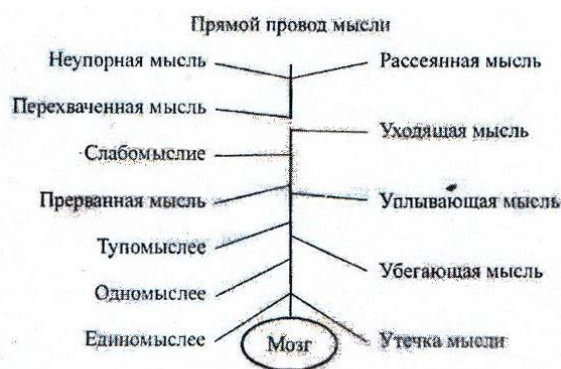 Прямой провод мысли
Неупорная мысль
Рассеянная мысль
Перехваченная мысль
Уходящая мысль
Слабомыслие
Прерванная мысль
Уплывающая мысль
Тупомыслее
Убегающая мысль
Одномыслее
Единомыслее
Мозг
Утечка мысли